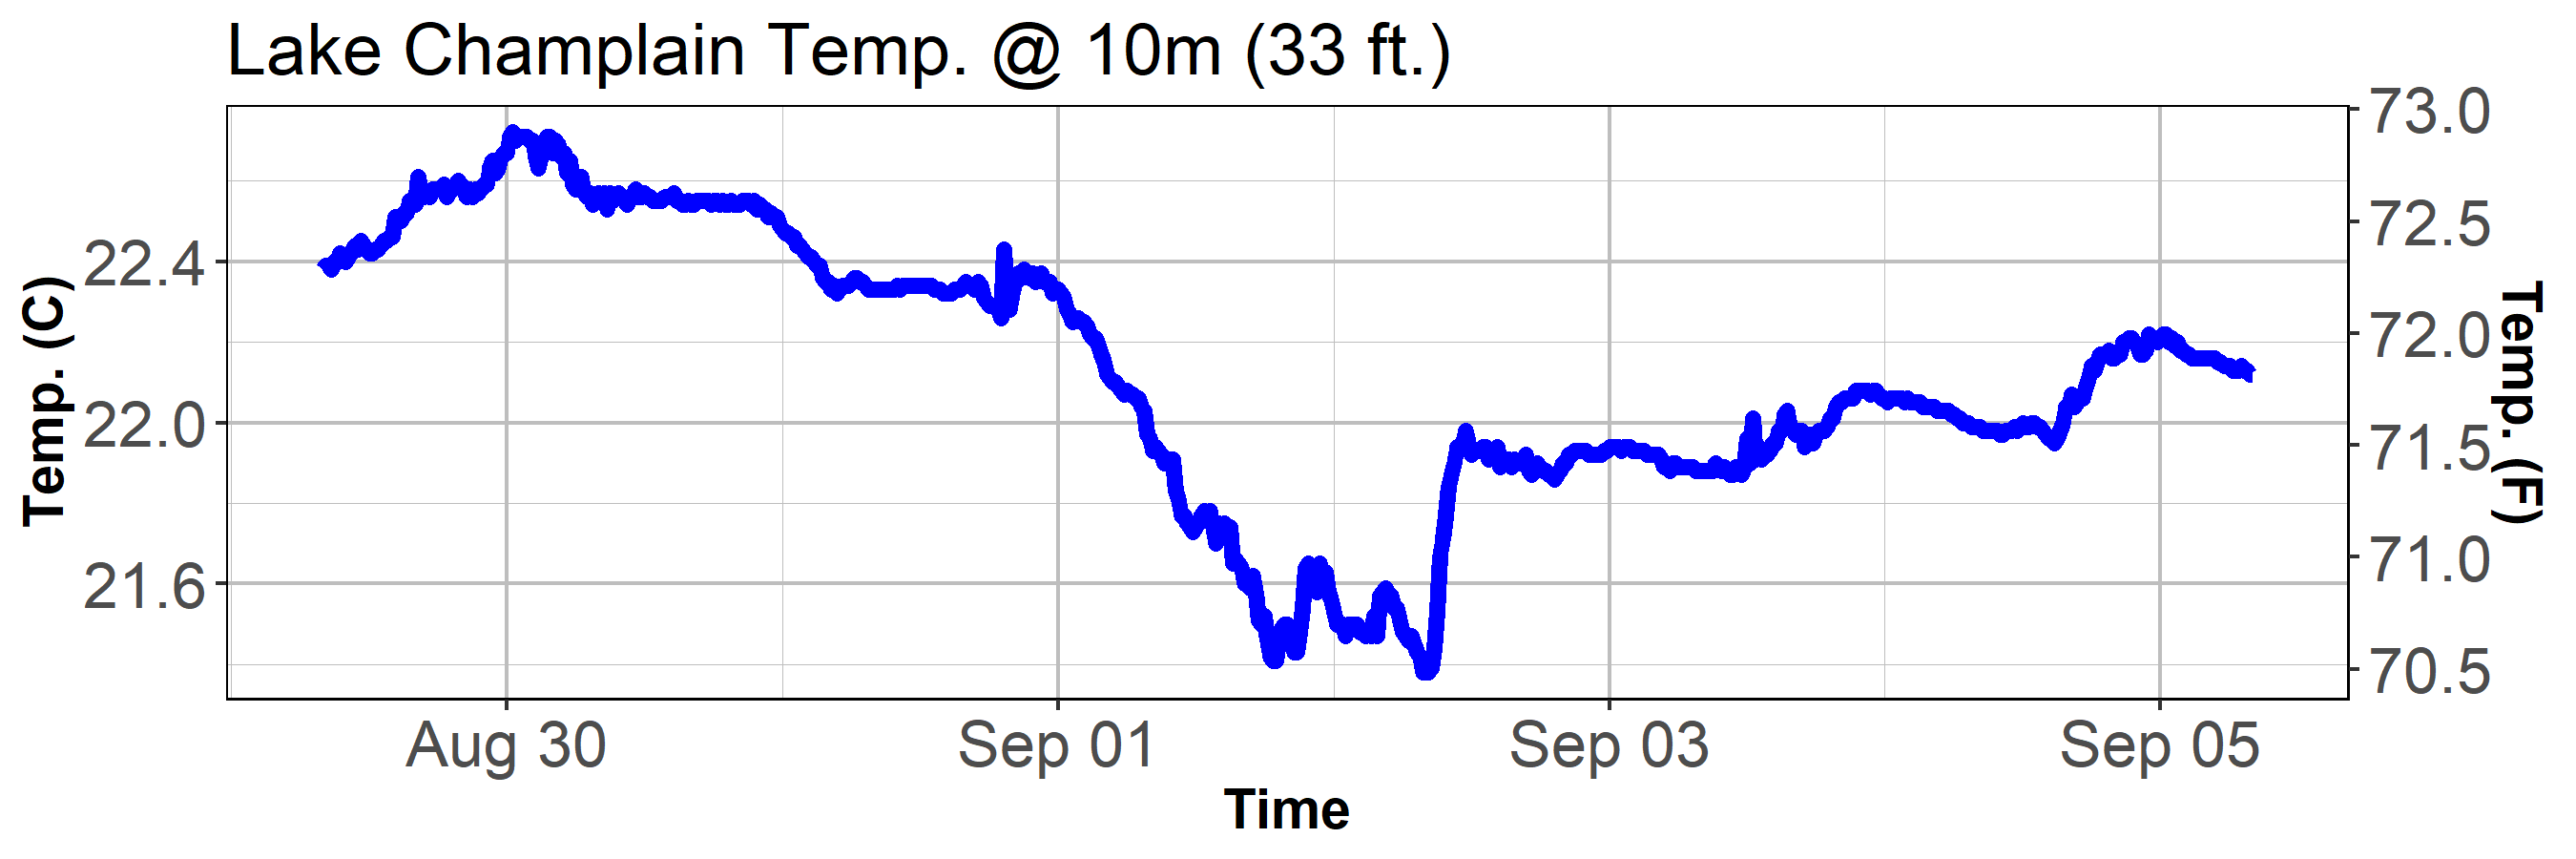 Lake Champlain Temp. @ 10m (33 ft.)
Temp. (C)
22.4
22.0
21.6
73.0
72.5
72.0
71.5
71.0
70.5
Temp. (F)
Aug 30
Sep 01
Sep 03
Sep 05
Time